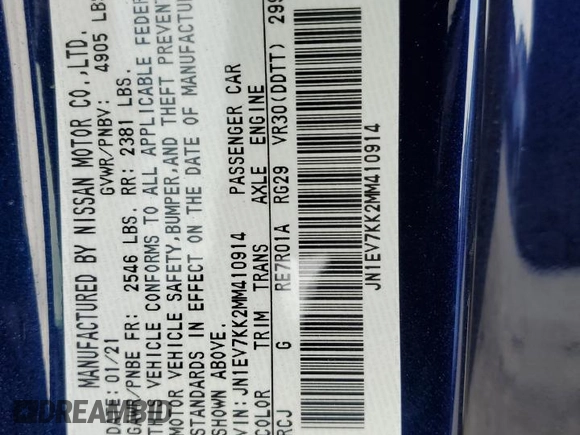 MANUFACTURED BY NISSAN MOTOR CO.,LTD.
DATE: 01/21 GVWR/PNBV: 4905 LBS
GAWR/PNBE FR: 2546 LBS. RR: 2381 LBS.
VEHICLE CONFORMS TO ALL APPLICABLE FEDER
MOTOR VEHICLE SAFETY,BUMPER,AND THEFT PREVENT
STANDARDS IN EFFECT ON THE DATE OF MANUFACTUR
SHOWN ABOVE.
VIN: JN1EV7KK2MM410914 PASSENGER CAR
COLOR TRIM TRANS AXLE ENGINE
RCJ G RE7R01A RG29 VR30(DDTT) 299
JN1EV7KK2MM410914
DREAMBID